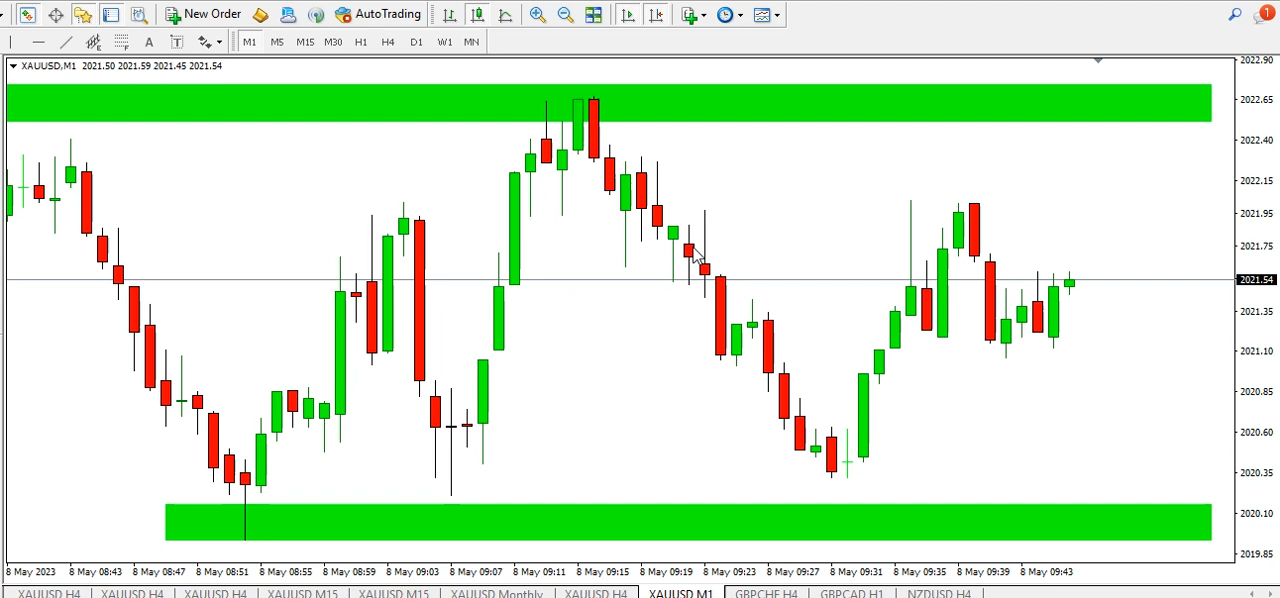 New Order AutoTrading 1
A T M1 M5 M15 M30 H1 H4 D1 W1 MN
XAUUSD,M1 2021.50 2021.59 2021.45 2021.54
2022.90
2022.65
2022.40
2022.15
2021.95
2021.75
2021.54
2021.35
2021.10
2020.85
2020.60
2020.35
2020.10
2019.85
8 May 2023 8 May 08:43 8 May 08:47 8 May 08:51 8 May 08:55 8 May 08:59 8 May 09:03 8 May 09:07 8 May 09:11 8 May 09:15 8 May 09:19 8 May 09:23 8 May 09:27 8 May 09:31 8 May 09:35 8 May 09:39 8 May 09:43
XAUUSD H4 XAUUSD H4 XAUUSD H4 XAUUSD M15 XAUUSD M15 XAUUSD Monthly XAUUSD H4 XAUUSD M1 GBPCHF H4 GBPCAD H1 NZDUSD H4